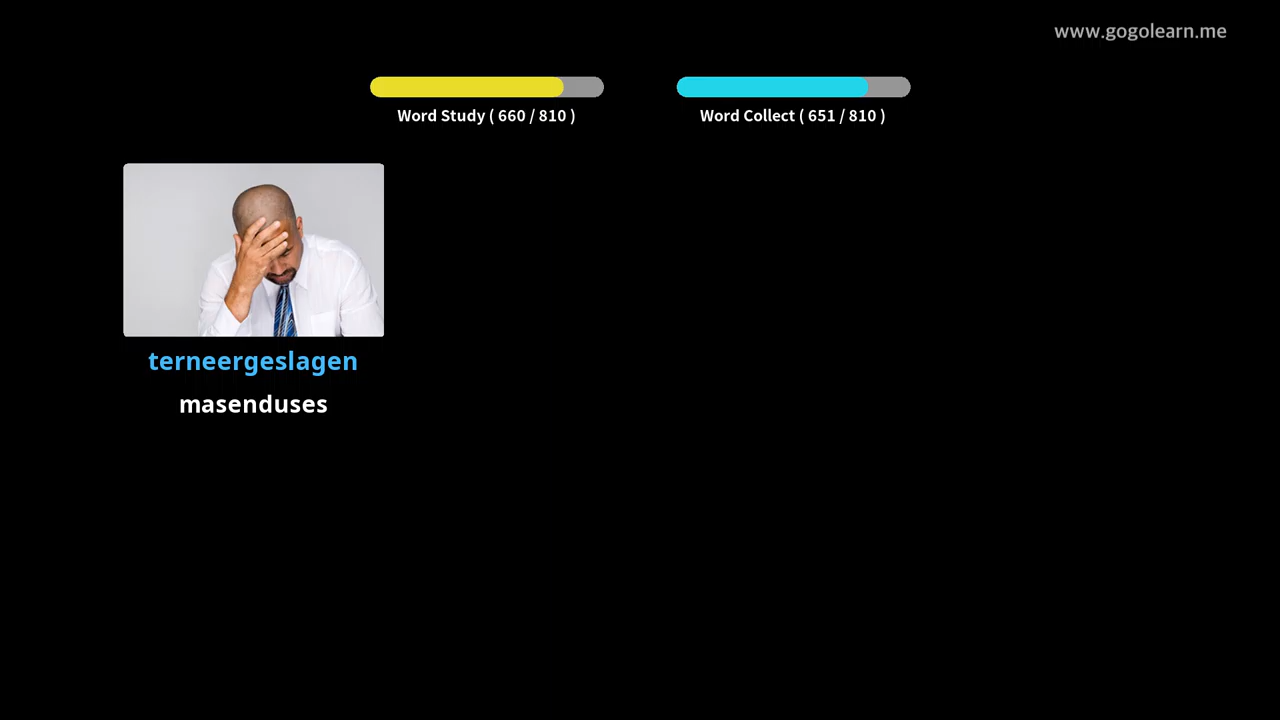 www.gogolearn.me
Word Study ( 660 / 810 )
Word Collect ( 651 / 810 )
terneergeslagen
masenduses